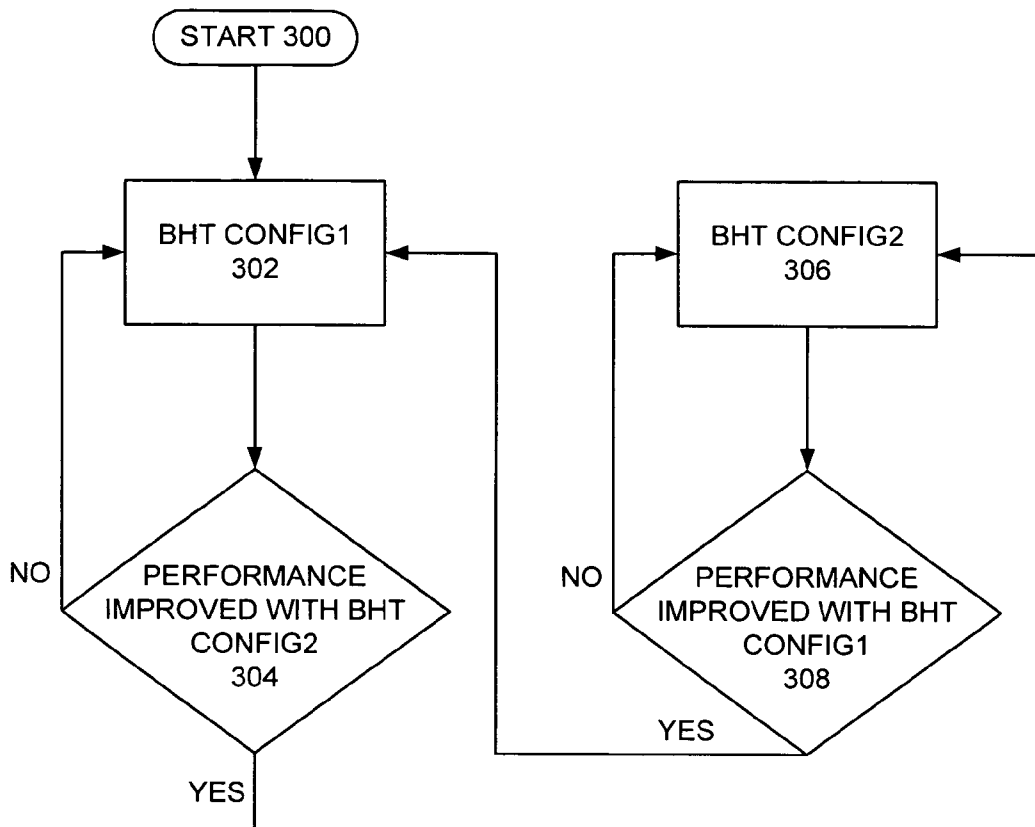 START 300
BHT CONFIG1
302
BHT CONFIG2
306
NO
PERFORMANCE
IMPROVED WITH BHT
CONFIG2
304
YES
NO
PERFORMANCE
IMPROVED WITH BHT
CONFIG1
308
YES